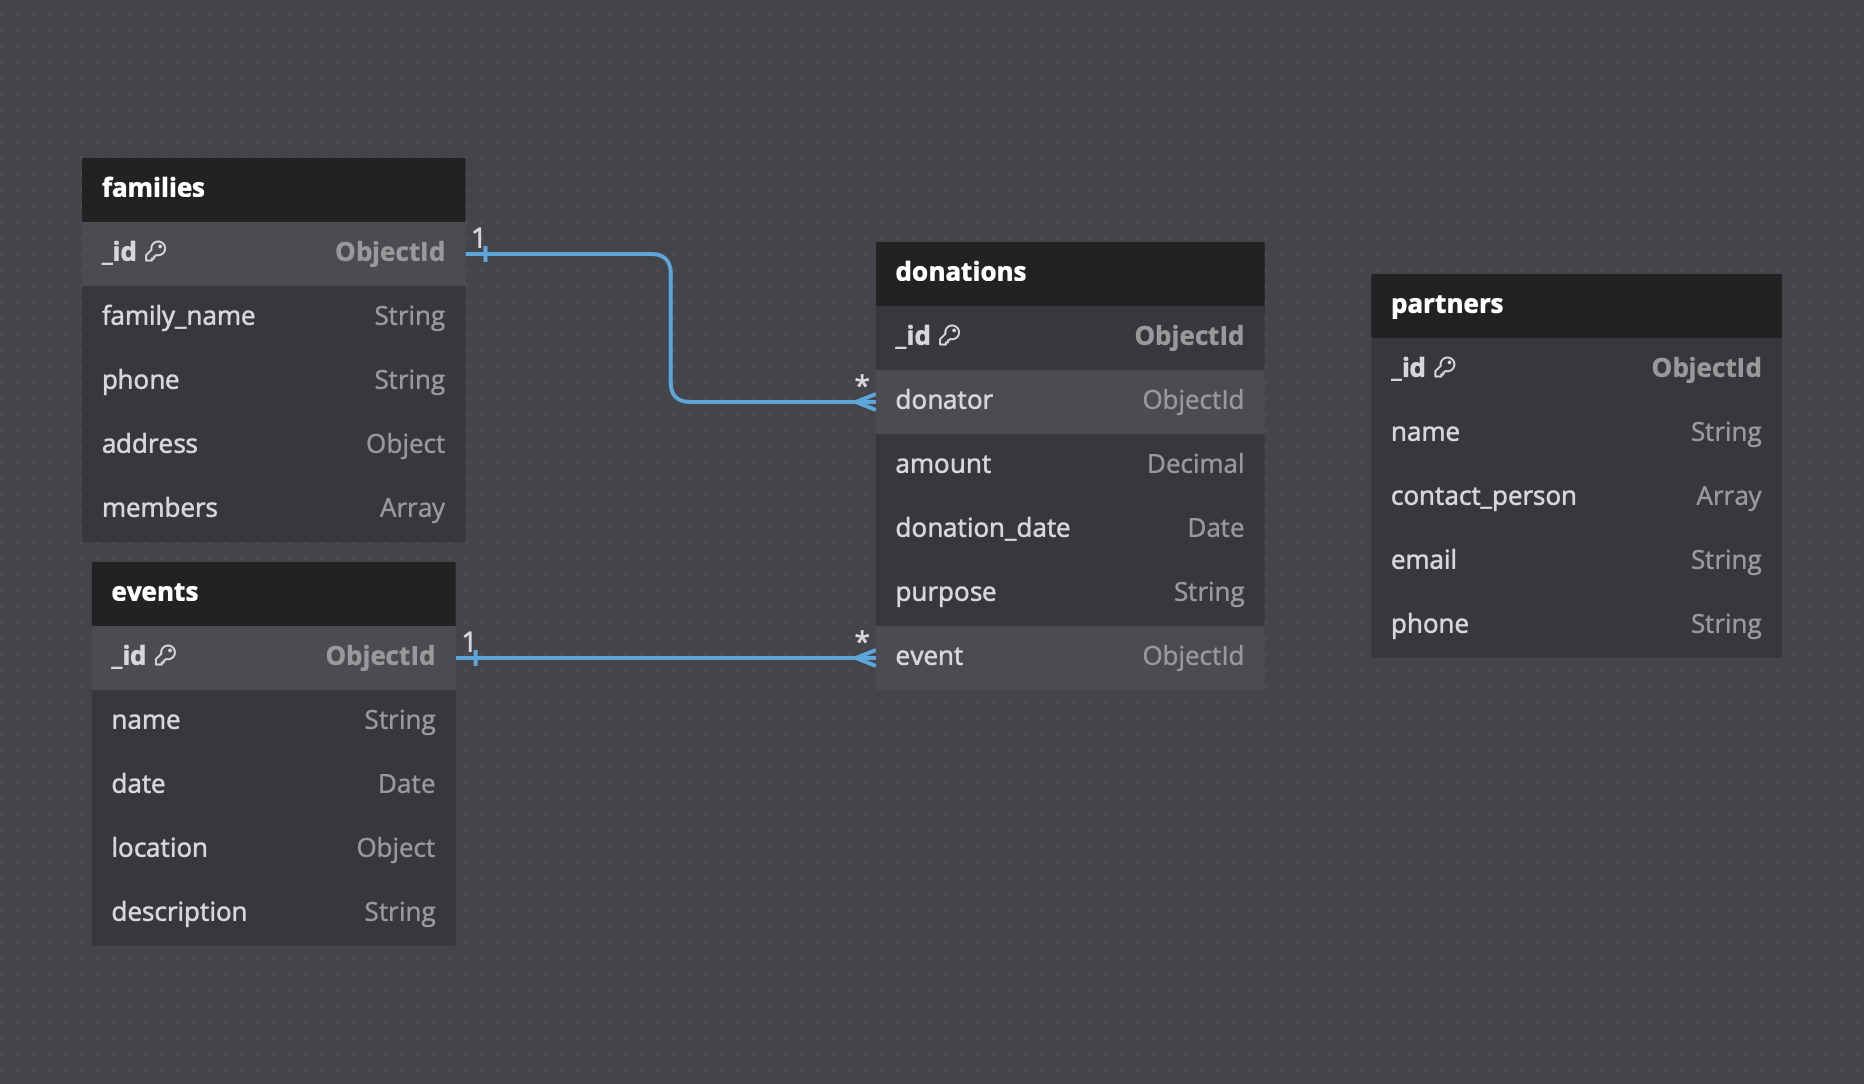 families
_id ObjectId
family_name String
phone String
address Object
members Array
1
*
events
_id ObjectId
name String
date Date
location Object
description String
1
*
donations
_id ObjectId
donator ObjectId
amount Decimal
donation_date Date
purpose String
event ObjectId
partners
_id ObjectId
name String
contact_person Array
email String
phone String